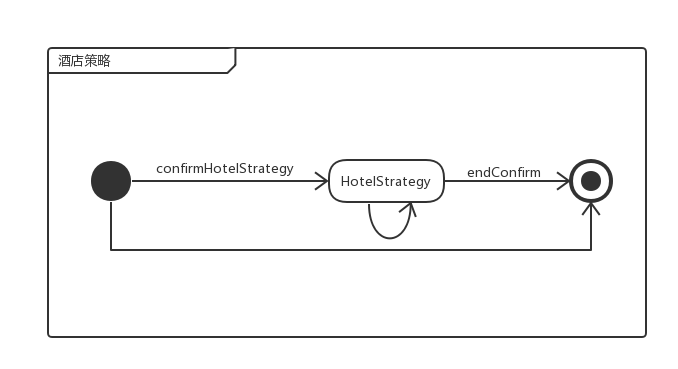 酒店策略
confirmHotelStrategy
HotelStrategy
endConfirm